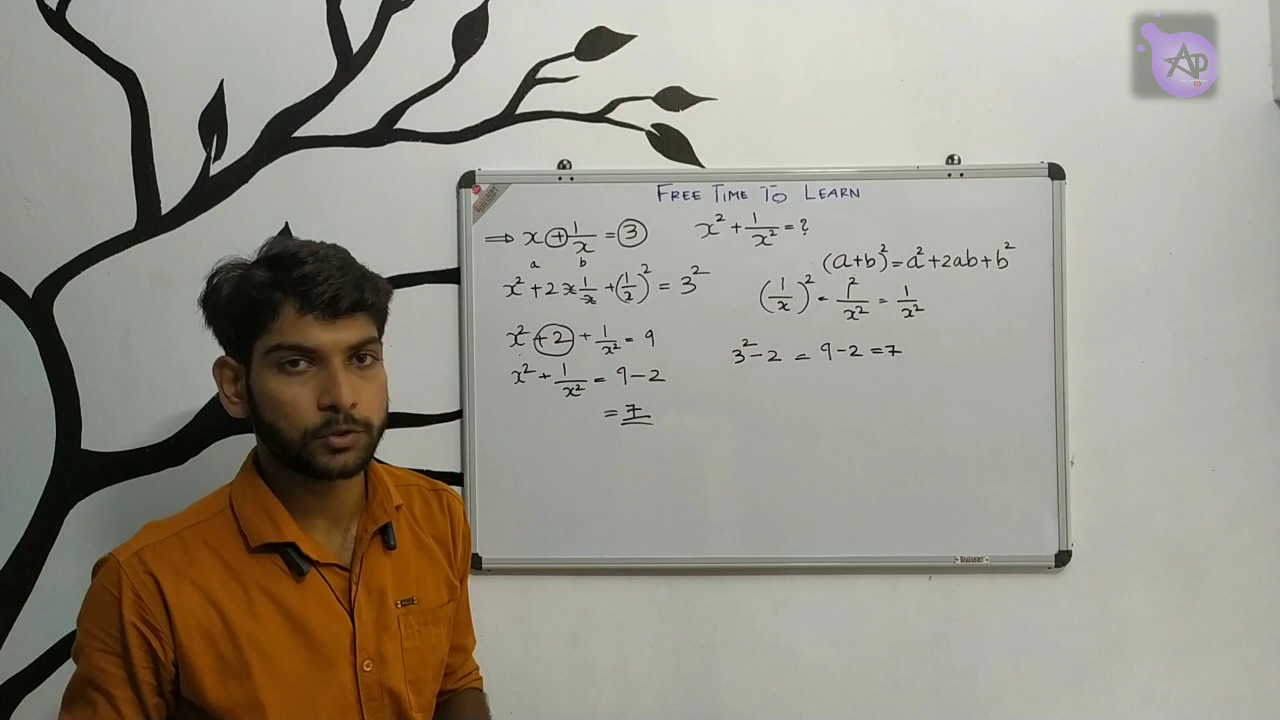 FREE TIME TO LEARN
⇒ x + 1/x = 3
x² + 1/x² = ?
a b
(a+b)² = a² + 2ab + b²
x² + 2x 1/x + (1/2)² = 3²
(1/x)² = 1²/x² = 1/x²
x² + 2 + 1/x² = 9
3² - 2 = 9 - 2 = 7
x² + 1/x² = 9 - 2
= 7
AP